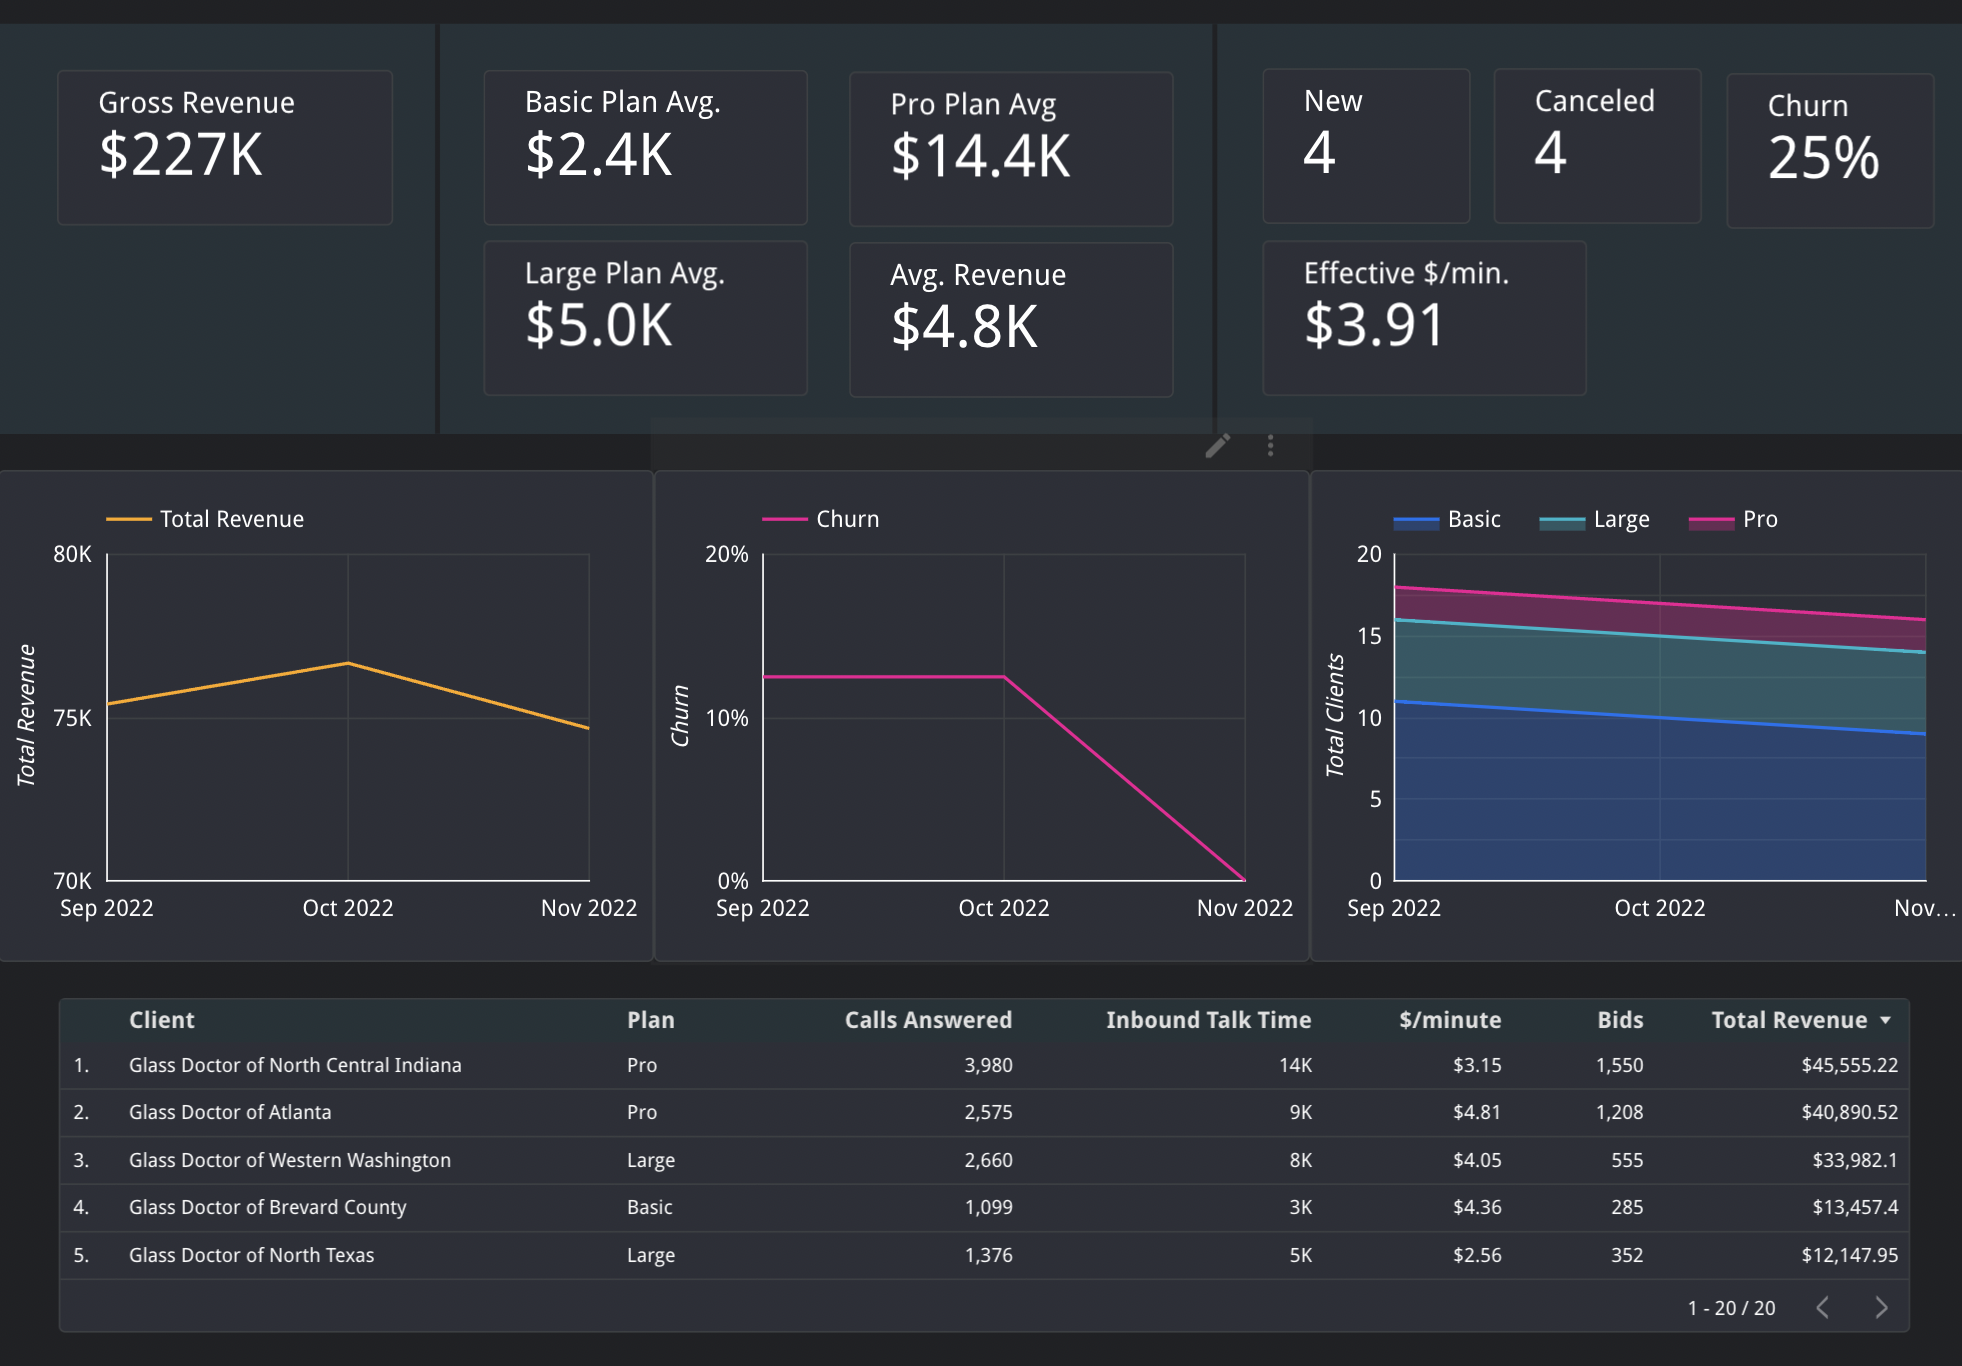 Gross Revenue
$227K
Basic Plan Avg.
$2.4K
Pro Plan Avg
$14.4K
Large Plan Avg.
$5.0K
Avg. Revenue
$4.8K
New
4
Canceled
4
Churn
25%
Effective $/min.
$3.91
Total Revenue
80K
75K
70K
Total Revenue
Sep 2022 Oct 2022 Nov 2022
Churn
20%
10%
0%
Churn
Sep 2022 Oct 2022 Nov 2022
Basic Large Pro
20
15
10
5
0
Total Clients
Sep 2022 Oct 2022 Nov...
Client Plan Calls Answered Inbound Talk Time $/minute Bids Total Revenue
1. Glass Doctor of North Central Indiana Pro 3,980 14K $3.15 1,550 $45,555.22
2. Glass Doctor of Atlanta Pro 2,575 9K $4.81 1,208 $40,890.52
3. Glass Doctor of Western Washington Large 2,660 8K $4.05 555 $33,982.1
4. Glass Doctor of Brevard County Basic 1,099 3K $4.36 285 $13,457.4
5. Glass Doctor of North Texas Large 1,376 5K $2.56 352 $12,147.95
1 - 20 / 20